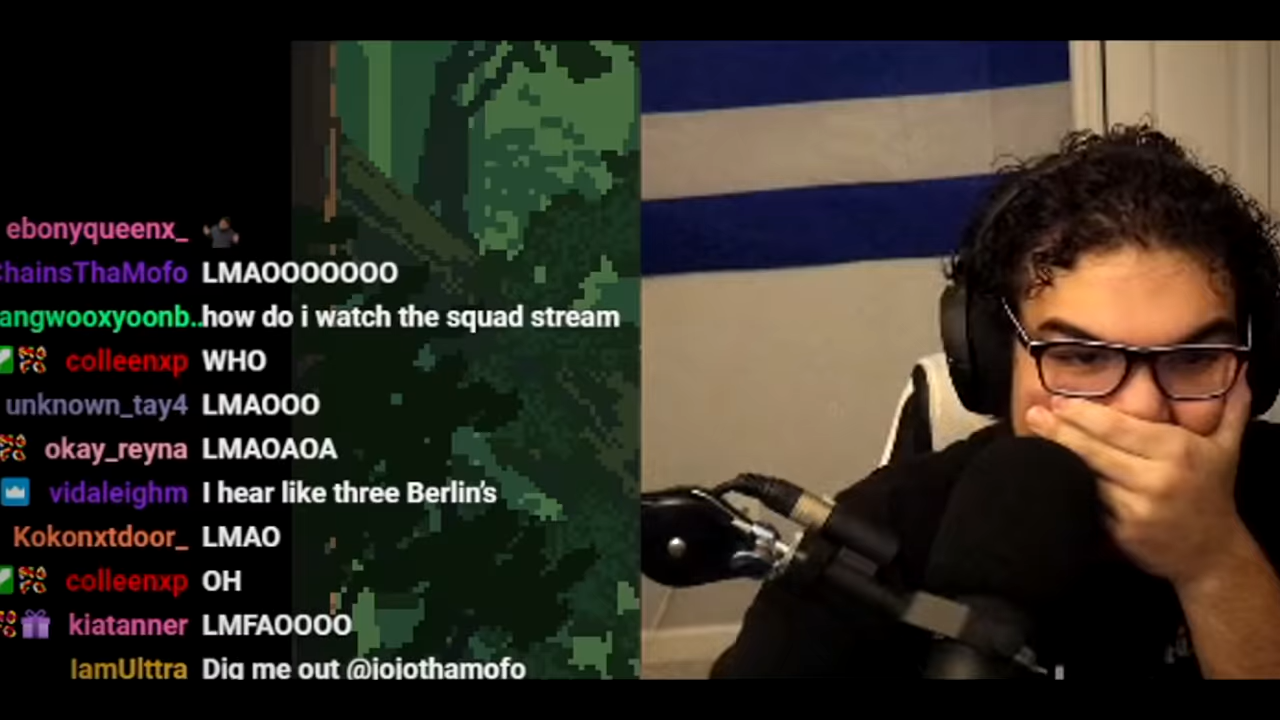 ebonyqueenx_
ChainsThaMofo LMAOOOOOOO
angwooxyoonb.. how do i watch the squad stream
colleenxp WHO
unknown_tay4 LMAOOO
okay_reyna LMAOAOA
vidaleighm I hear like three Berlin's
Kokonxtdoor_ LMAO
colleenxp OH
kiatanner LMFAOOOO
IamUlttra Dig me out @jojothamofo